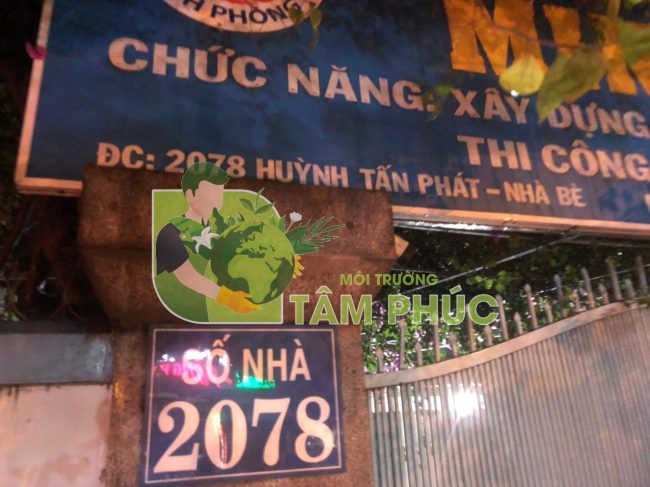 H PHÒNG
CHỨC NĂNG: XÂY DỰNG
THI CÔNG
ĐC: 2078 HUỲNH TẤN PHÁT - NHÀ BÈ
MÔI TRƯỜNG
TÂM PHÚC
SỐ NHÀ
2078